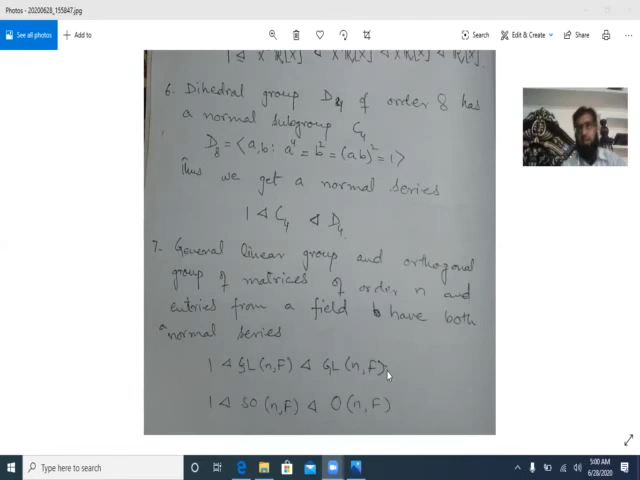 Photos - 20200628_155847.jpg
See all photos + Add to
Search Edit & Create Share
6. Dihedral group D4 of order 8 has
a normal subgroup C4
D8 = <a,b: a^4 = b^2 = (ab)^2 = 1>
Thus we get a normal series
1 ⊲ C4 ⊲ D4
7. General linear group and orthogonal
group of matrices of order n and
entries from a field have both
a normal series
1 ⊲ SL(n,F) ⊲ GL(n,F).
1 ⊲ SO(n,F) ⊲ O(n,F)
Type here to search
5:00 AM
6/28/2020